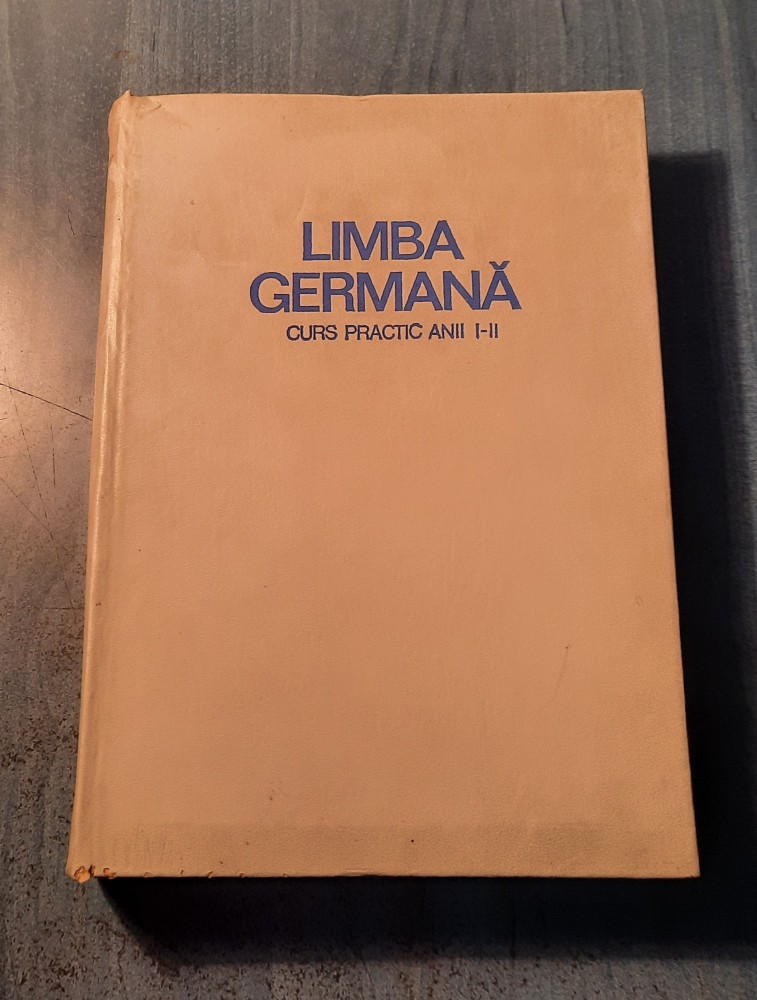 LIMBA
GERMANĂ
CURS PRACTIC ANII I-II